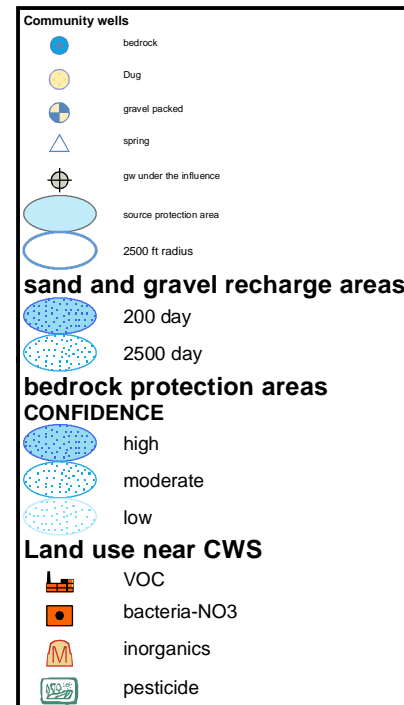 Community wells
bedrock
Dug
gravel packed
spring
gw under the influence
source protection area
2500 ft radius
sand and gravel recharge areas
200 day
2500 day
bedrock protection areas
CONFIDENCE
high
moderate
low
Land use near CWS
VOC
bacteria-NO3
M inorganics
pesticide